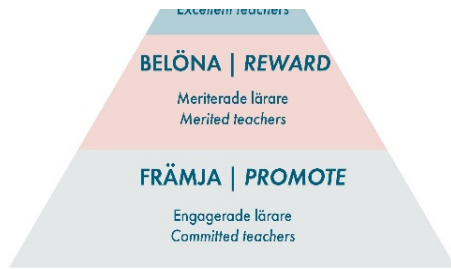 Excellent teachers
BELÖNA | REWARD
Meriterade lärare
Merited teachers
FRÄMJA | PROMOTE
Engagerade lärare
Committed teachers